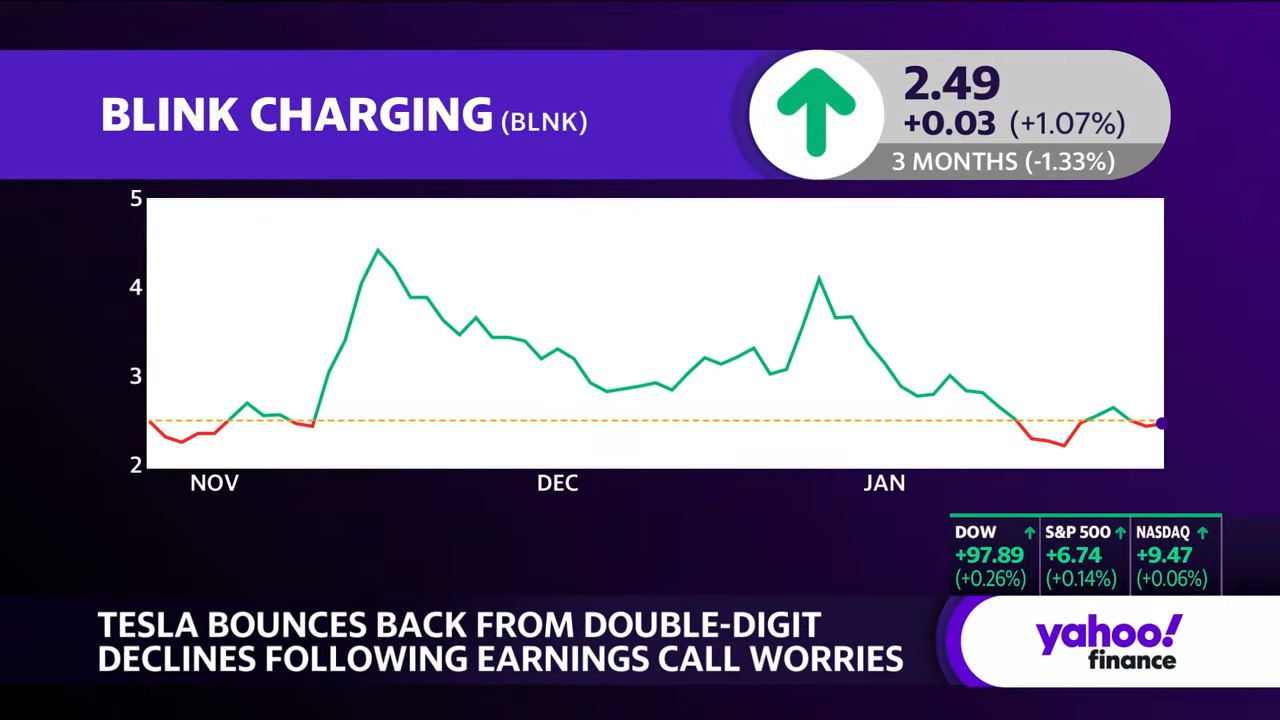 BLINK CHARGING (BLNK)
2.49
+0.03 (+1.07%)
3 MONTHS (-1.33%)
5
4
3
2
NOV DEC JAN
DOW S&P 500 NASDAQ
+97.89 +6.74 +9.47
(+0.26%) (+0.14%) (+0.06%)
TESLA BOUNCES BACK FROM DOUBLE-DIGIT
DECLINES FOLLOWING EARNINGS CALL WORRIES
yahoo!
finance